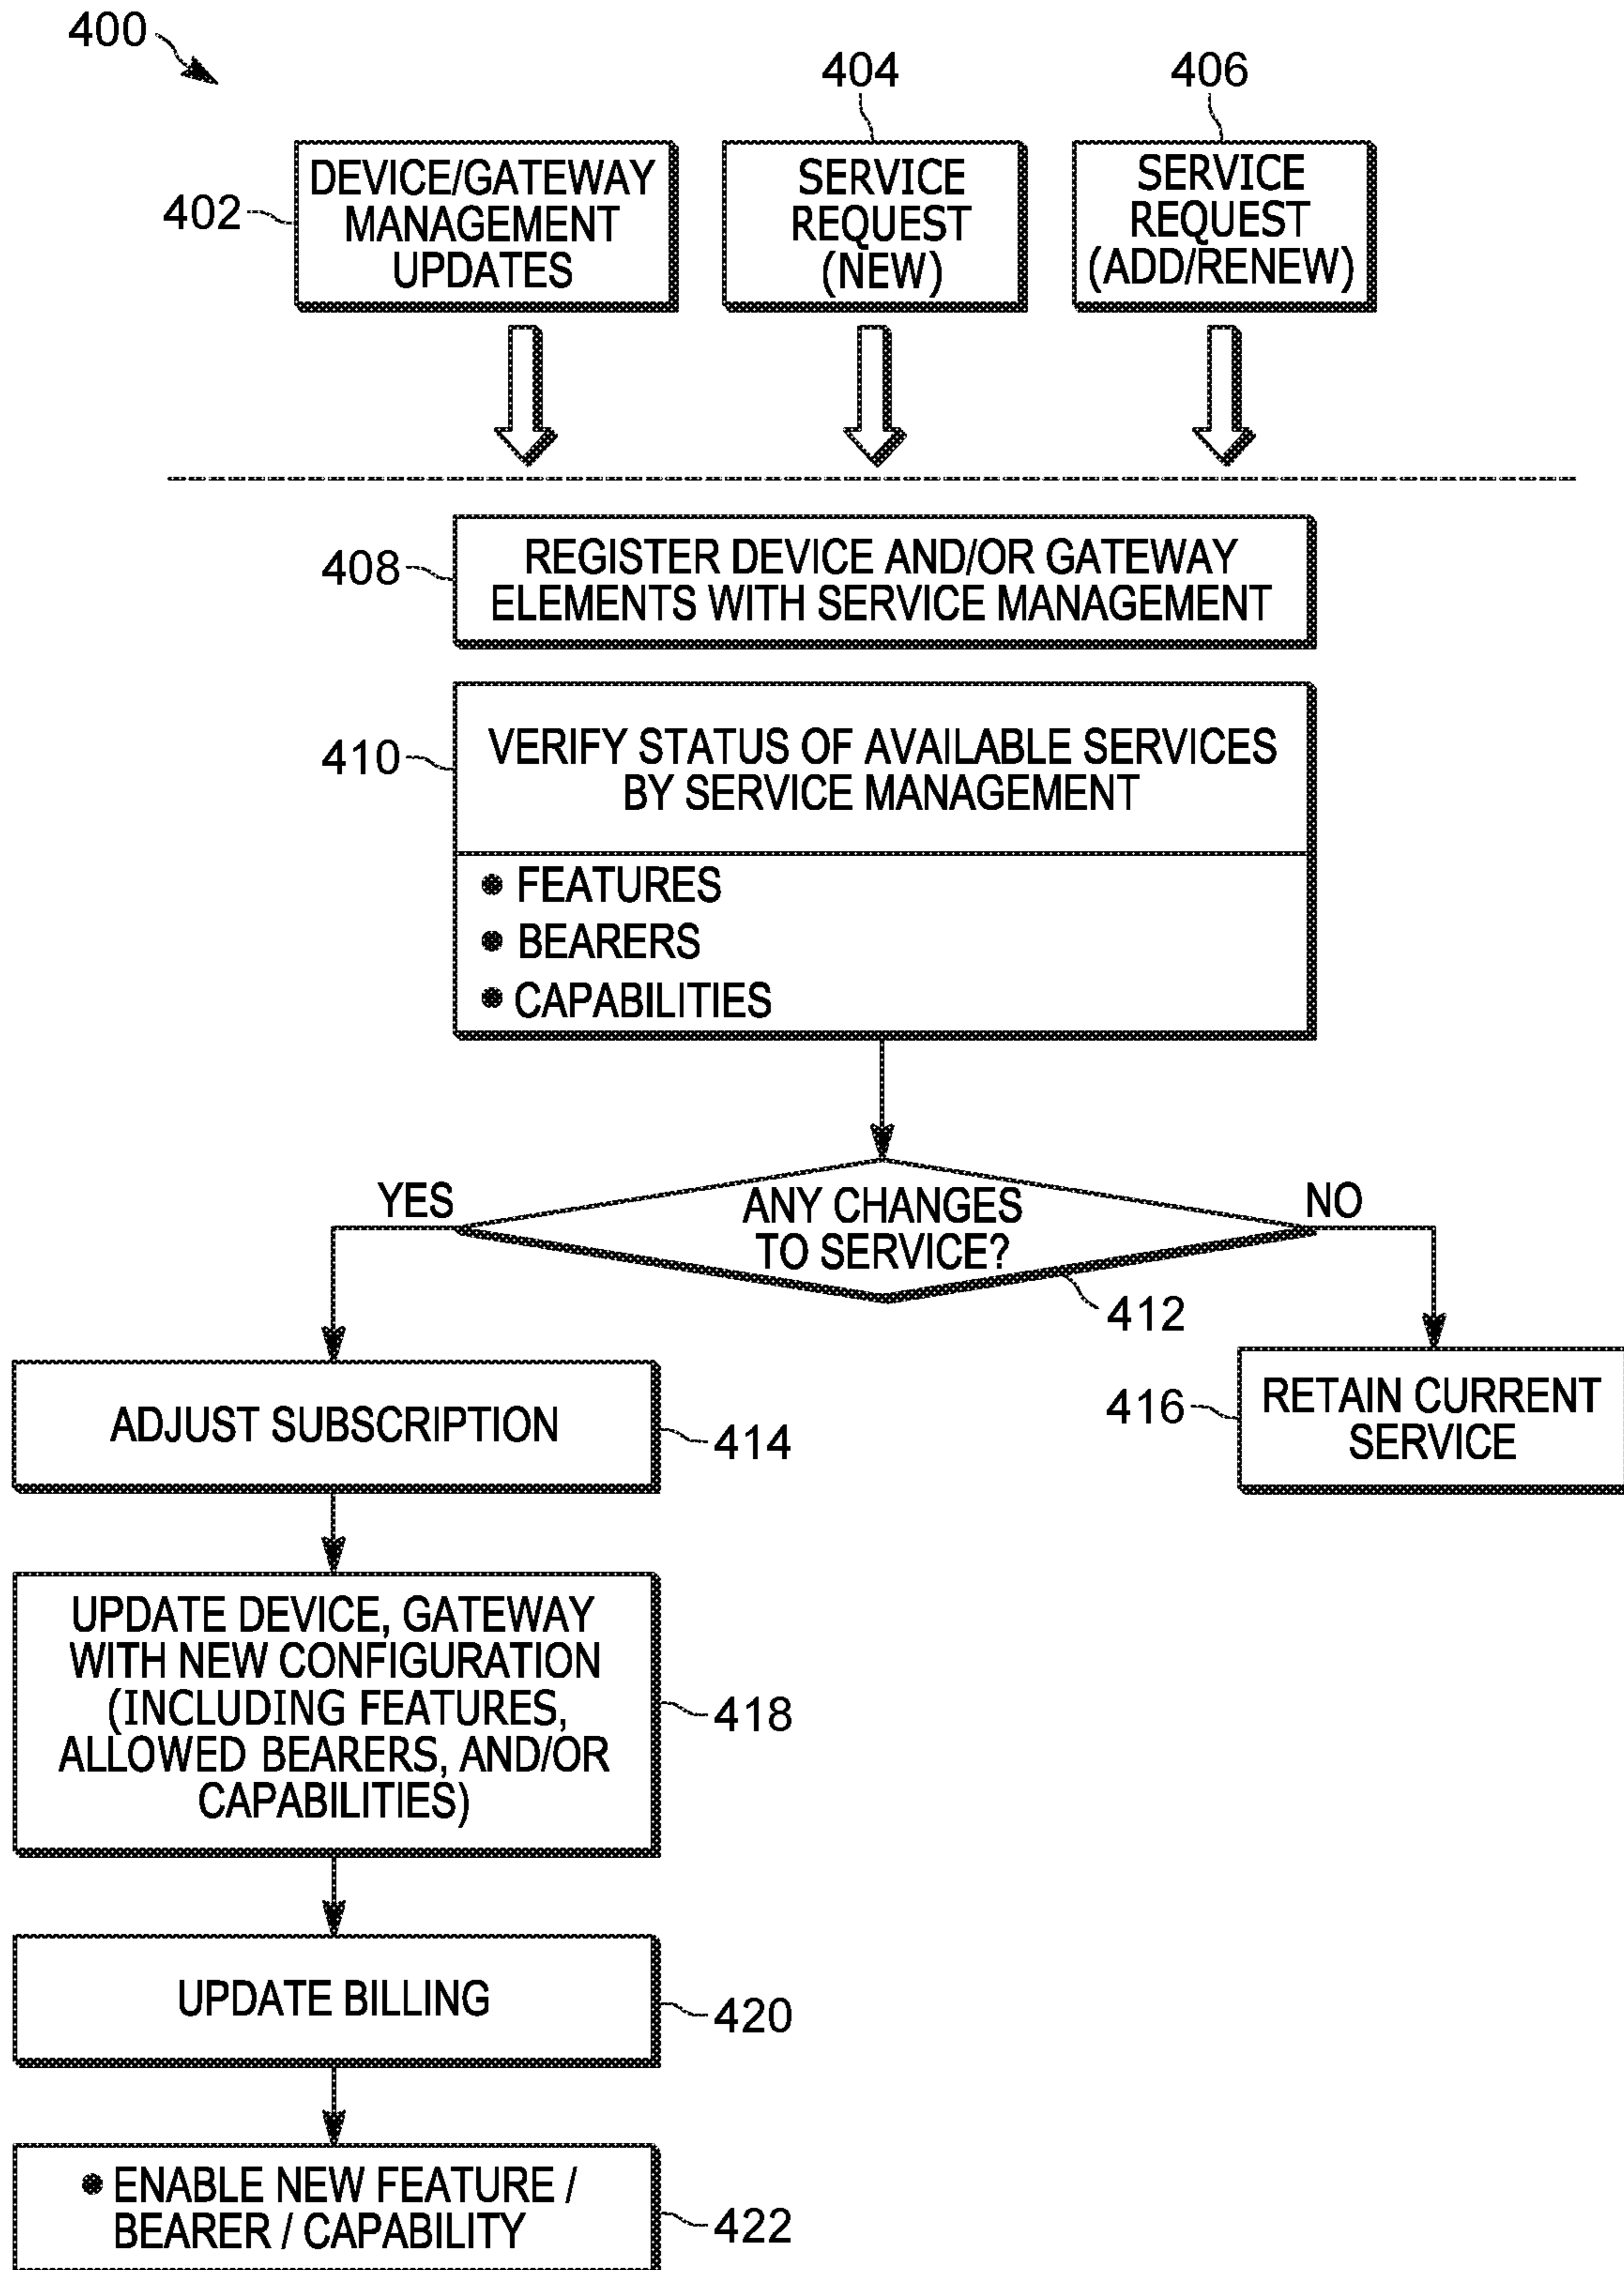 400
404
406
402
DEVICE/GATEWAY
MANAGEMENT
UPDATES
SERVICE
REQUEST
(NEW)
SERVICE
REQUEST
(ADD/RENEW)
408
REGISTER DEVICE AND/OR GATEWAY
ELEMENTS WITH SERVICE MANAGEMENT
410
VERIFY STATUS OF AVAILABLE SERVICES
BY SERVICE MANAGEMENT
● FEATURES
● BEARERS
● CAPABILITIES
YES
ANY CHANGES
TO SERVICE?
NO
412
ADJUST SUBSCRIPTION
414
416
RETAIN CURRENT
SERVICE
UPDATE DEVICE, GATEWAY
WITH NEW CONFIGURATION
(INCLUDING FEATURES,
ALLOWED BEARERS, AND/OR
CAPABILITIES)
418
UPDATE BILLING
420
● ENABLE NEW FEATURE /
BEARER / CAPABILITY
422